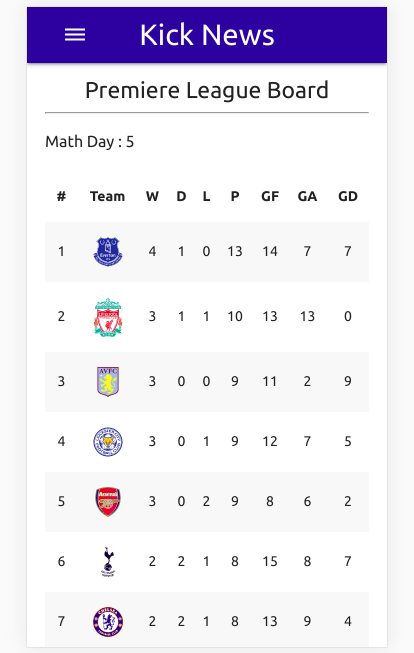 Kick News
Premiere League Board
Math Day : 5
# Team W D L P GF GA GD
1 Everton 4 1 0 13 14 7 7
2 3 1 1 10 13 13 0
3 AVFC 3 0 0 9 11 2 9
4 3 0 1 9 12 7 5
5 Arsenal 3 0 2 9 8 6 2
6 2 2 1 8 15 8 7
7 CHELSEA 2 2 1 8 13 9 4